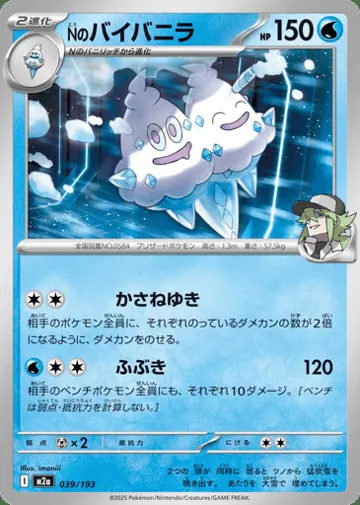 2進化
Nのバイバニラ
HP 150
Nのバニリッチから進化
全国図鑑NO.0584 ブリザードポケモン 高さ:1.3m 重さ:57.5kg
かさねゆき
相手のポケモン全員に、それぞれのっているダメカンの数が2倍
になるように、ダメカンをのせる。
ふぶき 120
相手のベンチポケモン全員にも、それぞれ10ダメージ。[ベンチ
は弱点・抵抗力を計算しない。]
弱点 ×2 抵抗力 にげる
Illus. imoniii
I m2a 039/193
2つの 頭が 同時に 怒ると ツノから 猛吹雪を
噴き出して あたりを 大雪で 埋めてしまう。
©2025 Pokémon/Nintendo/Creatures/GAME FREAK.